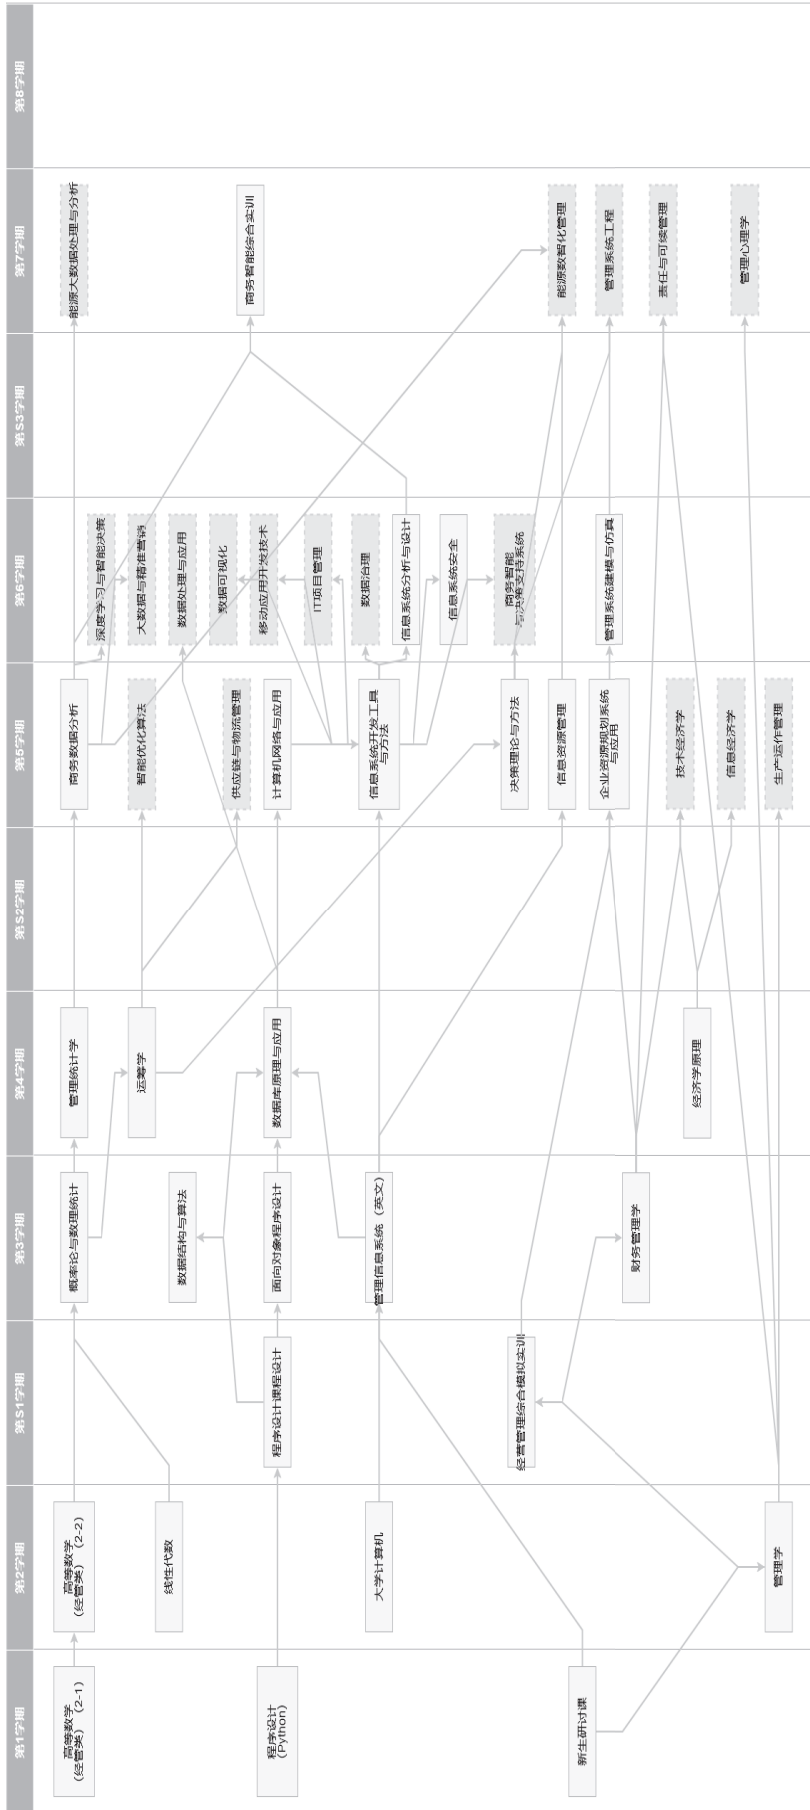 第1学期
高等数学
（经管类）（2-1）
程序设计
（Python）
新生研讨课
第2学期
高等数学
（经管类）（2-2）
线性代数
大学计算机
管理学
第S1学期
程序设计课程设计
经营管理综合模拟实训
第3学期
概率论与数理统计
数据结构与算法
面向对象程序设计
管理信息系统（英文）
财务管理学
第4学期
管理统计学
运筹学
数据库原理与应用
经济学原理
第S2学期
第5学期
商务数据分析
智能优化算法
供应链与物流管理
计算机网络与应用
信息系统开发工具
与方法
决策理论与方法
信息资源管理
企业资源规划系统
与应用
技术经济学
信息经济学
生产运作管理
第6学期
深度学习与智能决策
大数据与精准营销
数据处理与应用
数据可视化
移动应用开发技术
IT项目管理
数据治理
信息系统分析与设计
信息系统安全
商务智能
与决策支持系统
管理系统建模与仿真
第S3学期
第7学期
能源大数据处理与分析
商务智能综合实训
能源数智化管理
管理系统工程
责任与可续管理
管理心理学
第8学期